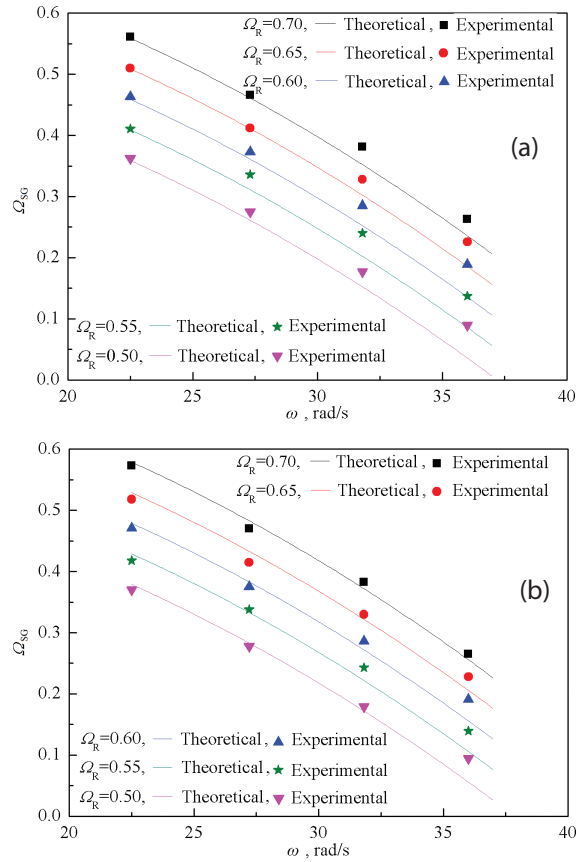 Ω_R=0.70, — Theoretical, ■ Experimental
Ω_R=0.65, — Theoretical, ● Experimental
Ω_R=0.60, — Theoretical, ▲ Experimental
(a)
Ω_SG
0.6
0.5
0.4
0.3
0.2
0.1
0.0
Ω_R=0.55, — Theoretical, ★ Experimental
Ω_R=0.50, — Theoretical, ▼ Experimental
20 25 30 35 40
ω, rad/s
Ω_R=0.70, — Theoretical, ■ Experimental
Ω_R=0.65, — Theoretical, ● Experimental
(b)
Ω_SG
0.6
0.5
0.4
0.3
0.2
0.1
0.0
Ω_R=0.60, — Theoretical, ▲ Experimental
Ω_R=0.55, — Theoretical, ★ Experimental
Ω_R=0.50, — Theoretical, ▼ Experimental
20 25 30 35 40
ω, rad/s